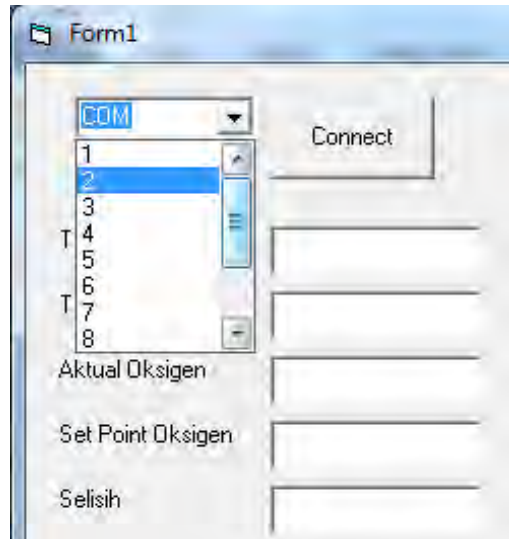 Form1
COM
Connect
1
2
3
T 4
5
6
T 7
8
Aktual Oksigen
Set Point Oksigen
Selisih